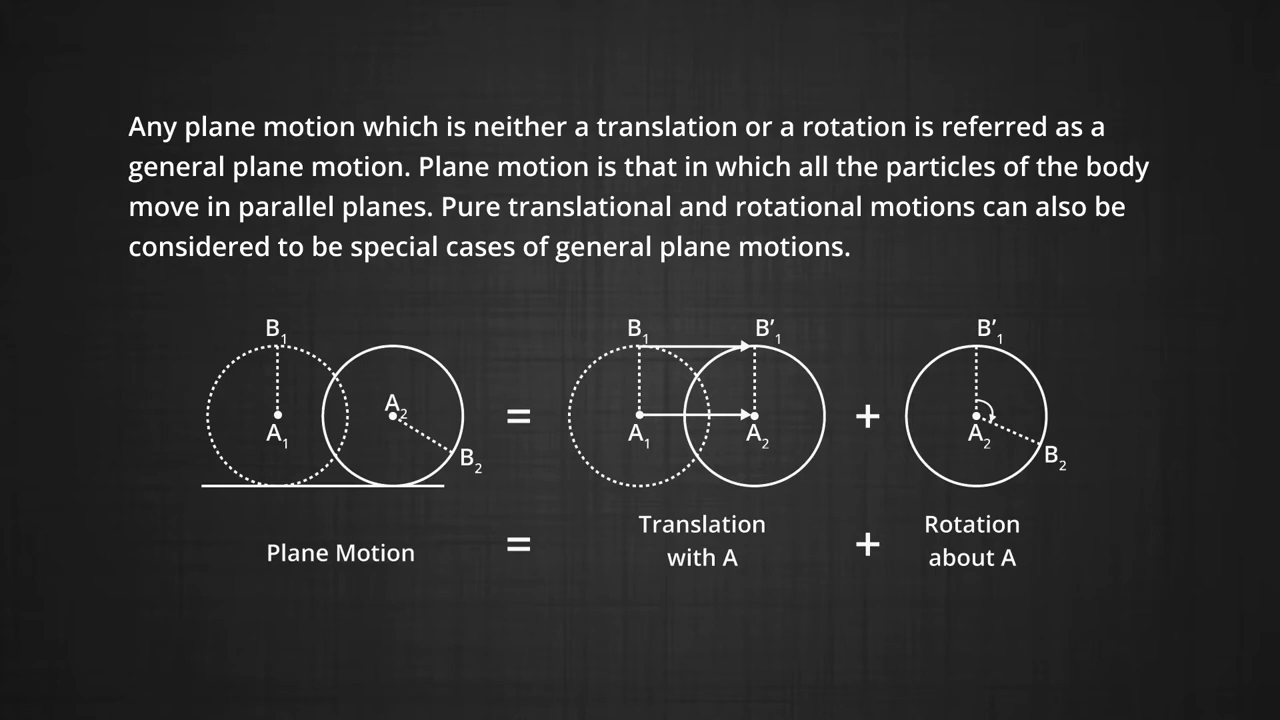 Any plane motion which is neither a translation or a rotation is referred as a
general plane motion. Plane motion is that in which all the particles of the body
move in parallel planes. Pure translational and rotational motions can also be
considered to be special cases of general plane motions.
B₁ B₁ B’₁ B’₁
A₂
A₁ = A₁ A₂ + A₂
B₂ B₂
Plane Motion = Translation
with A + Rotation
about A